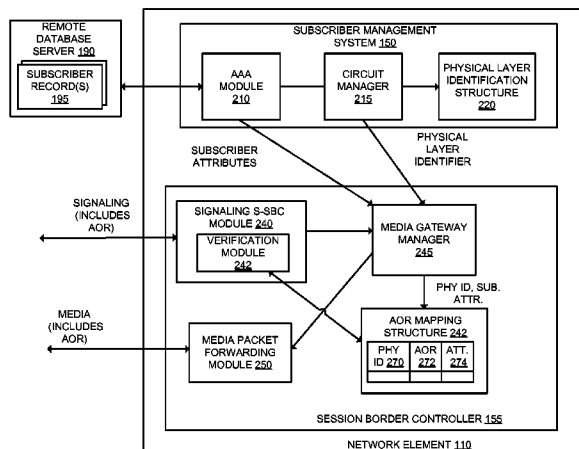 REMOTE
DATABASE
SERVER 190
SUBSCRIBER
RECORD(S)
195
SUBSCRIBER MANAGEMENT
SYSTEM 150
AAA
MODULE
210
CIRCUIT
MANAGER
215
PHYSICAL LAYER
IDENTIFICATION
STRUCTURE
220
SUBSCRIBER
ATTRIBUTES
PHYSICAL
LAYER
IDENTIFIER
SIGNALING
(INCLUDES
AOR)
SIGNALING S-SBC
MODULE 240
VERIFICATION
MODULE
242
MEDIA GATEWAY
MANAGER
245
PHY ID, SUB.
ATTR.
MEDIA
(INCLUDES
AOR)
MEDIA PACKET
FORWARDING
MODULE 250
AOR MAPPING
STRUCTURE 242
PHY
ID 270
AOR
272
ATT.
274
SESSION BORDER CONTROLLER 155
NETWORK ELEMENT 110